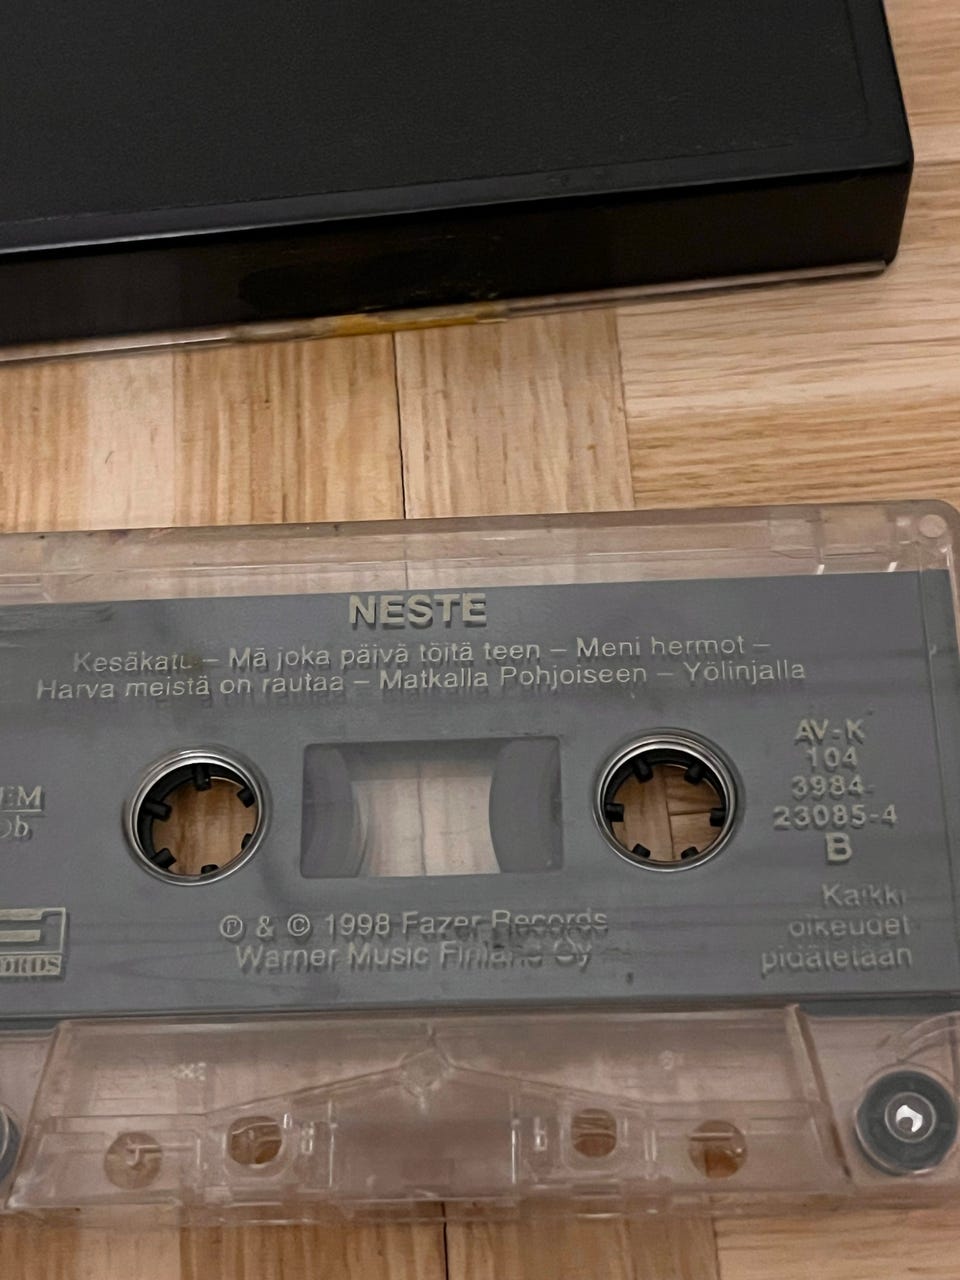 NESTE
Kesäkatu – Mä joka päivä töitä teen – Meni hermot –
Harva meistä on rautaa – Matkalla Pohjoiseen – Yölinjalla
AV-K
104
3984-
23085-4
B
Kaikki
oikeudet
pidätetään
℗ & © 1998 Fazer Records
Warner Music Finland Oy